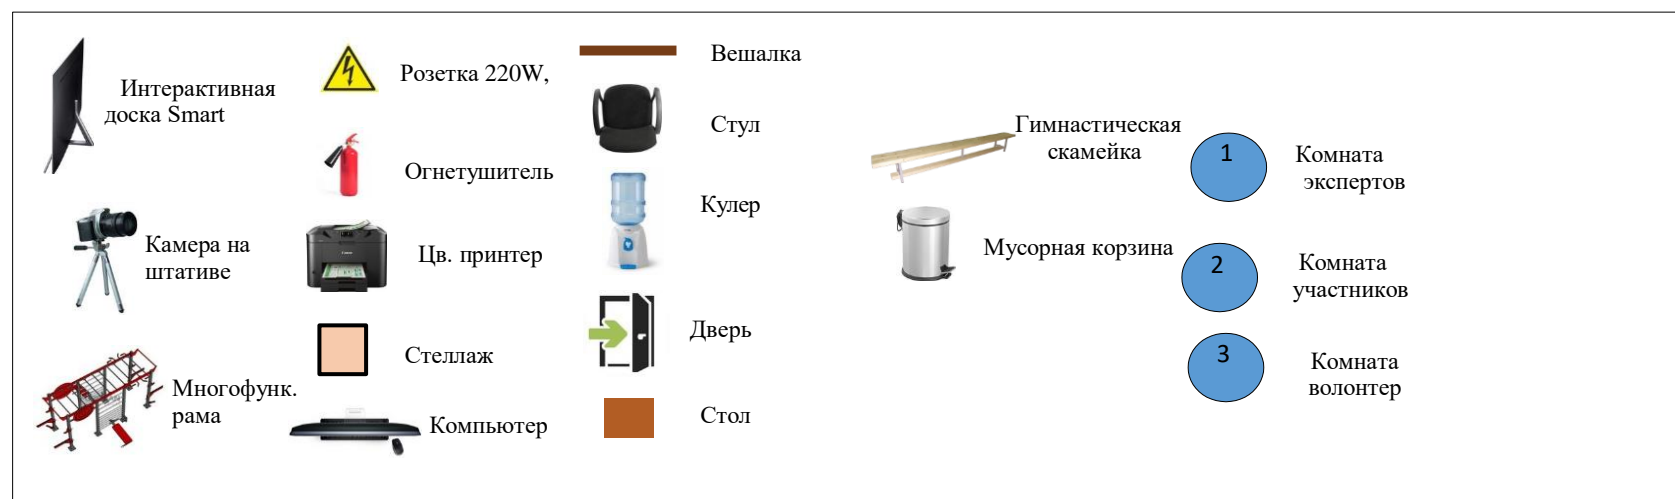 Интерактивная
доска Smart
Камера на
штативе
Многофунк.
рама
Розетка 220W,
Огнетушитель
Цв. принтер
Canon
Стеллаж
Компьютер
Вешалка
Стул
Кулер
Дверь
Стол
Гимнастическая
скамейка
Мусорная корзина
1
Комната
экспертов
2
Комната
участников
3
Комната
волонтер